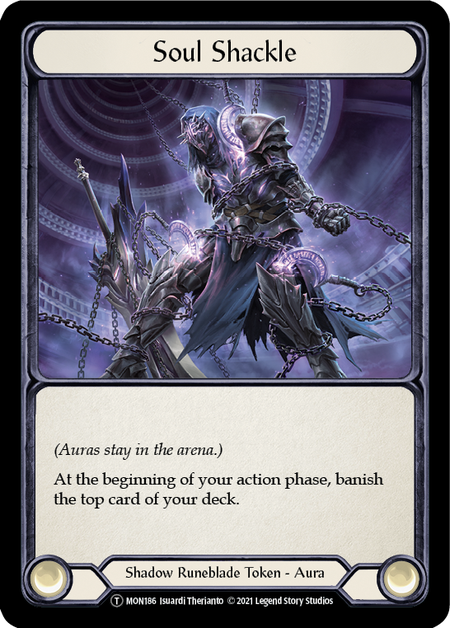 Soul Shackle
(Auras stay in the arena.)
At the beginning of your action phase, banish
the top card of your deck.
Shadow Runeblade Token - Aura
T MON186 Isuardi Therianto © 2021 Legend Story Studios